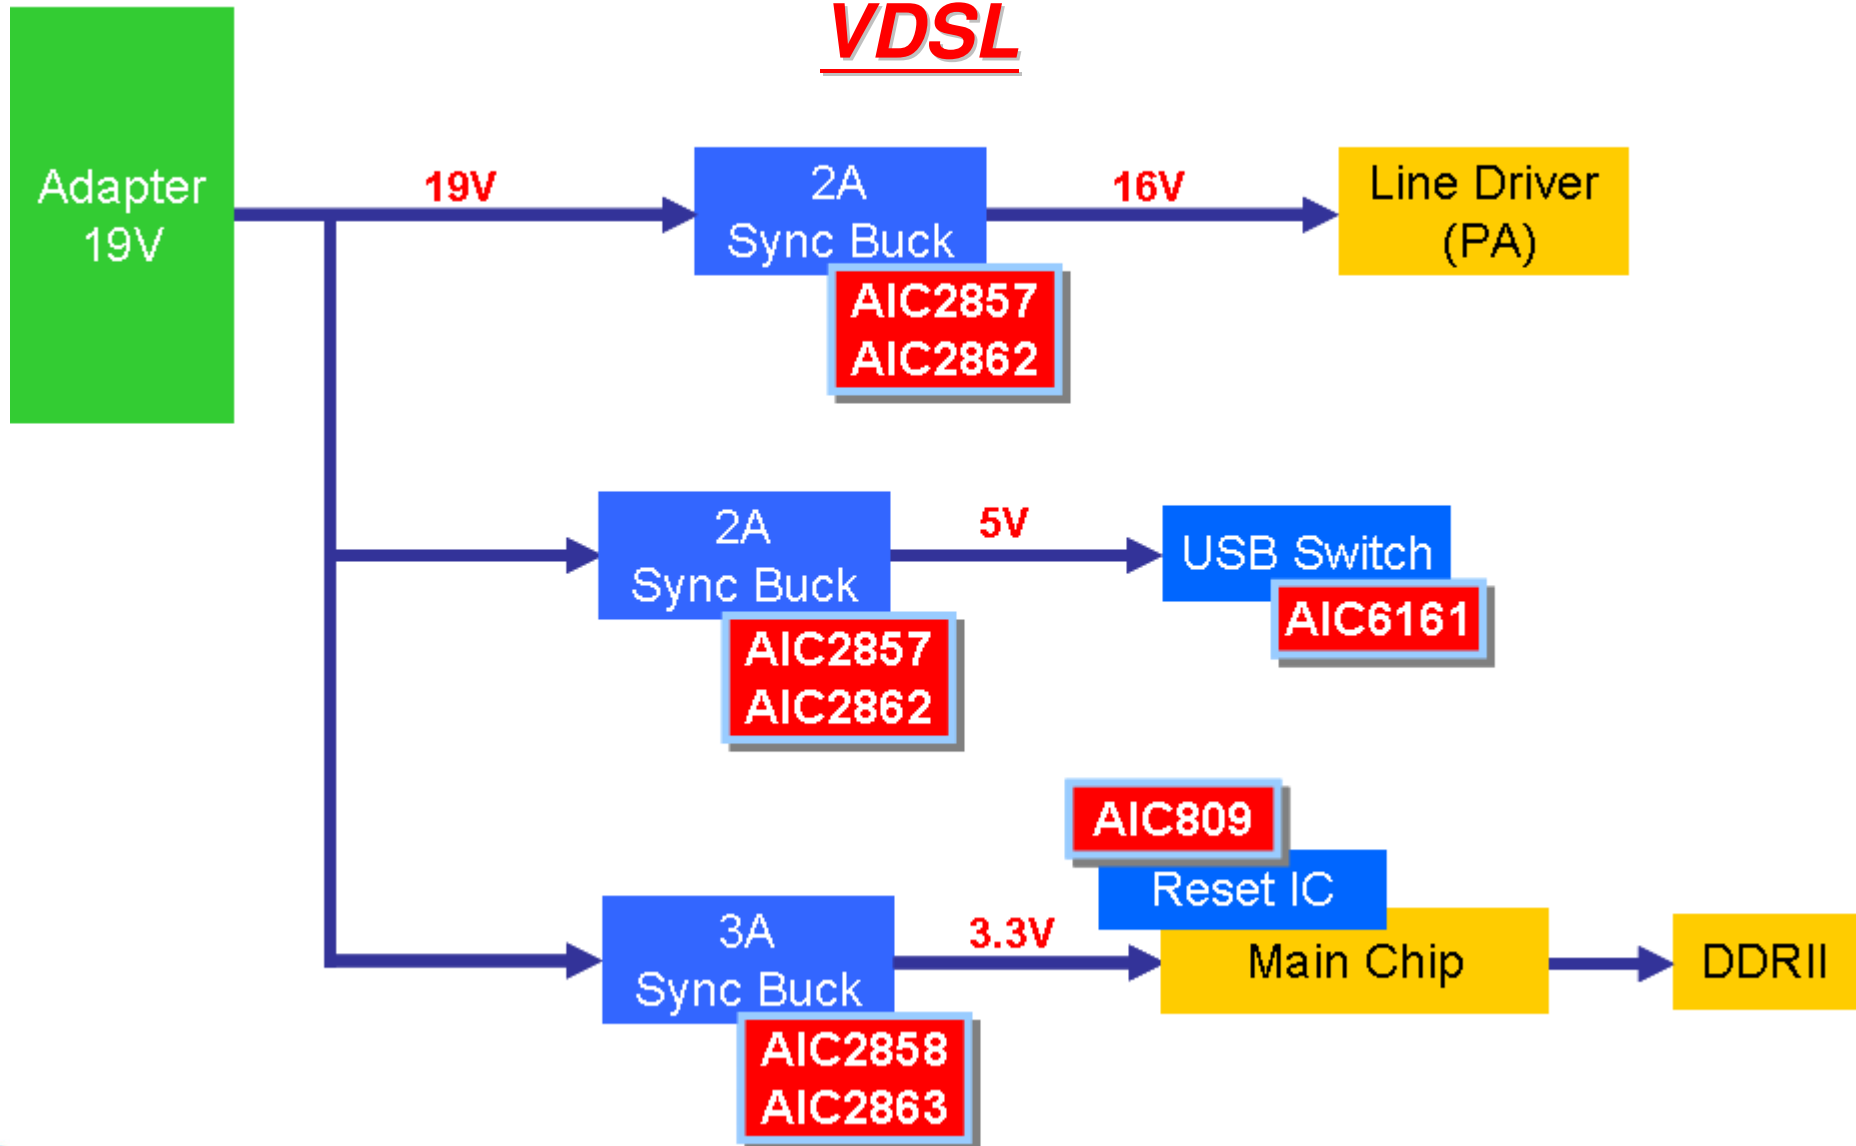 VDSL
Adapter
19V
19V
2A
Sync Buck
AIC2857
AIC2862
16V
Line Driver
(PA)
2A
Sync Buck
AIC2857
AIC2862
5V
USB Switch
AIC6161
3A
Sync Buck
AIC2858
AIC2863
3.3V
AIC809
Reset IC
Main Chip
DDRII